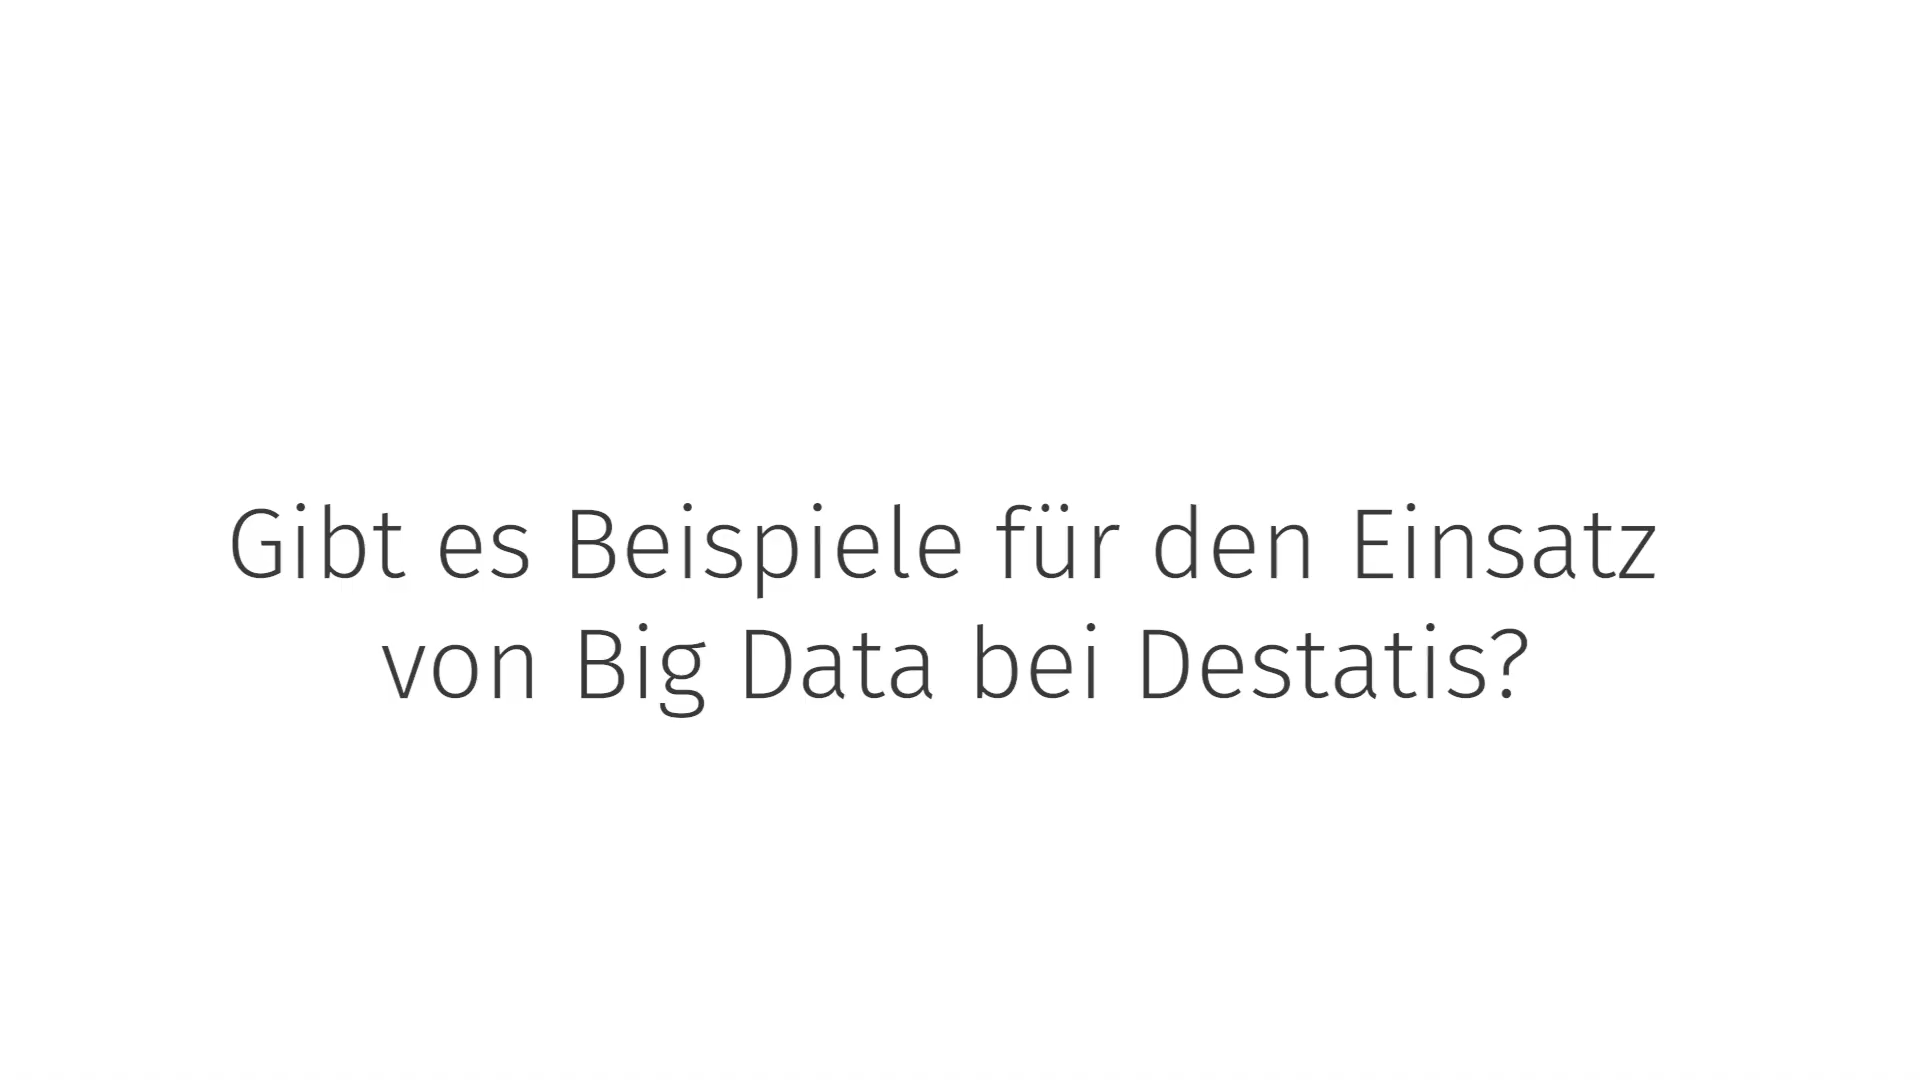 Gibt es Beispiele für den Einsatz
von Big Data bei Destatis?